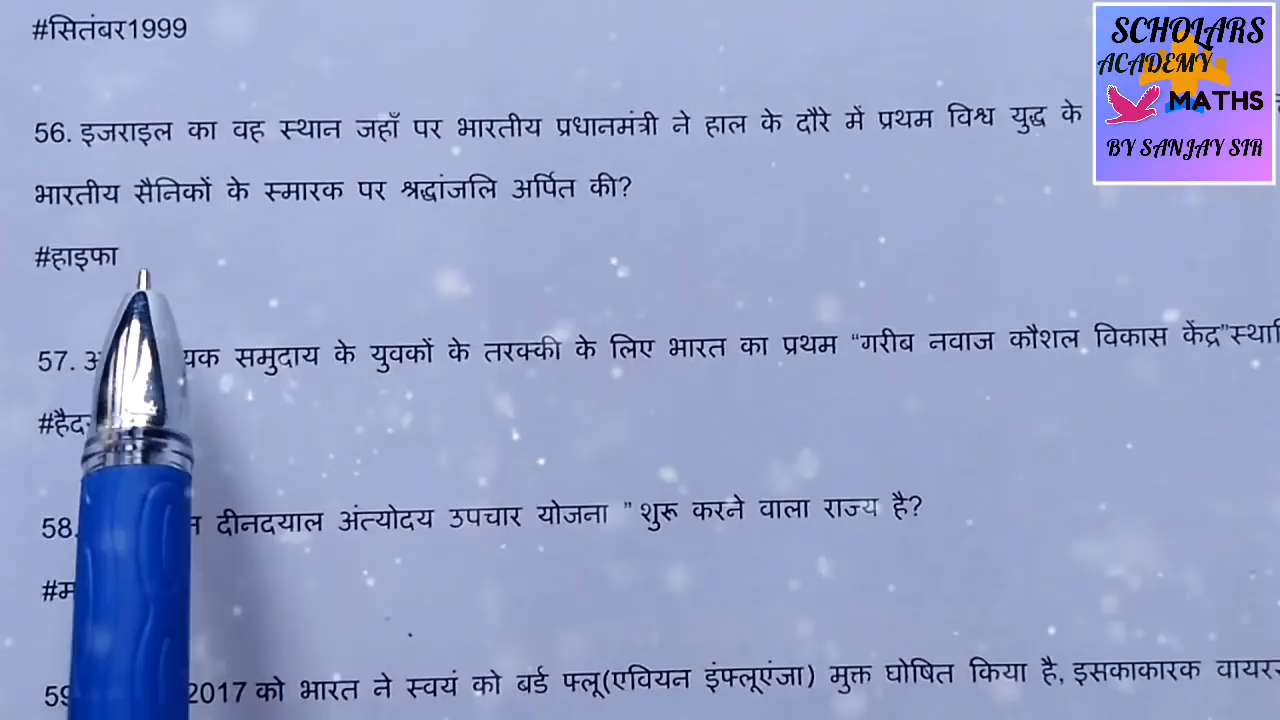 #सितंबर1999
SCHOLARS
ACADEMY
MATHS
BY SANJAY SIR
56. इजराइल का वह स्थान जहाँ पर भारतीय प्रधानमंत्री ने हाल के दौरे में प्रथम विश्व युद्ध के
भारतीय सैनिकों के स्मारक पर श्रद्धांजलि अर्पित की?
#हाइफा
57. समुदाय के युवकों के तरक्की के लिए भारत का प्रथम “गरीब नवाज कौशल विकास केंद्र”
58. दीनदयाल अंत्योदय उपचार योजना ” शुरू करने वाला राज्य है?
2017 को भारत ने स्वयं को बर्ड फ्लू(एवियन इंफ्लूएंजा) मुक्त घोषित किया है, इसकाकारक